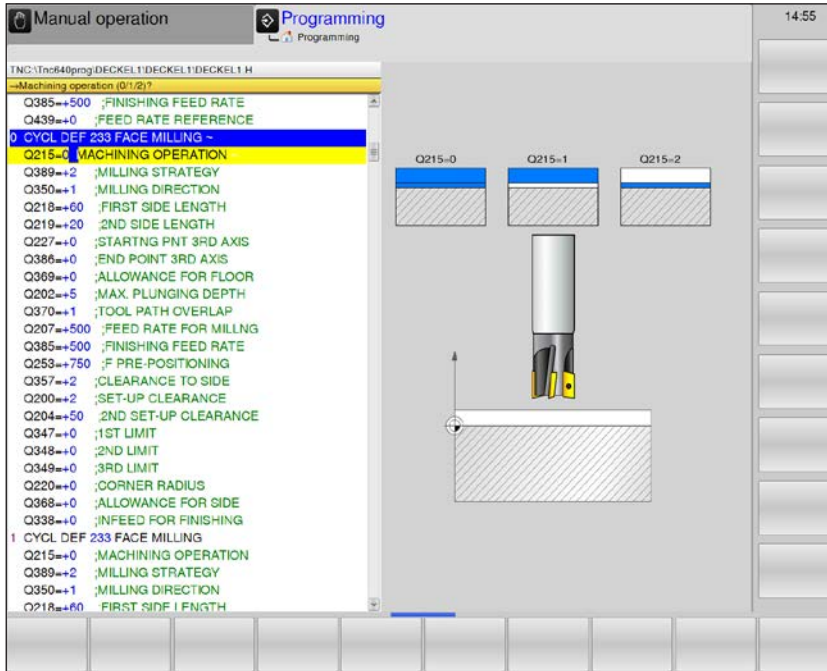 Manual operation
Programming
Programming
14:55
TNC:\Tnc640prog\DECKEL1\DECKEL1\DECKEL1.H
→Machining operation (0/1/2)?
Q385=+500 ;FINISHING FEED RATE
Q439=+0 ;FEED RATE REFERENCE
0 CYCL DEF 233 FACE MILLING ~
Q215=0 MACHINING OPERATION
Q389=+2 ;MILLING STRATEGY
Q350=+1 ;MILLING DIRECTION
Q218=+60 ;FIRST SIDE LENGTH
Q219=+20 ;2ND SIDE LENGTH
Q227=+0 ;STARTNG PNT 3RD AXIS
Q386=+0 ;END POINT 3RD AXIS
Q369=+0 ;ALLOWANCE FOR FLOOR
Q202=+5 ;MAX. PLUNGING DEPTH
Q370=+1 ;TOOL PATH OVERLAP
Q207=+500 ;FEED RATE FOR MILLNG
Q385=+500 ;FINISHING FEED RATE
Q253=+750 ;F PRE-POSITIONING
Q357=+2 ;CLEARANCE TO SIDE
Q200=+2 ;SET-UP CLEARANCE
Q204=+50 ;2ND SET-UP CLEARANCE
Q347=+0 ;1ST LIMIT
Q348=+0 ;2ND LIMIT
Q349=+0 ;3RD LIMIT
Q220=+0 ;CORNER RADIUS
Q368=+0 ;ALLOWANCE FOR SIDE
Q338=+0 ;INFEED FOR FINISHING
1 CYCL DEF 233 FACE MILLING
Q215=+0 ;MACHINING OPERATION
Q389=+2 ;MILLING STRATEGY
Q350=+1 ;MILLING DIRECTION
Q218=+60 ;FIRST SIDE LENGTH
Q215=0 Q215=1 Q215=2